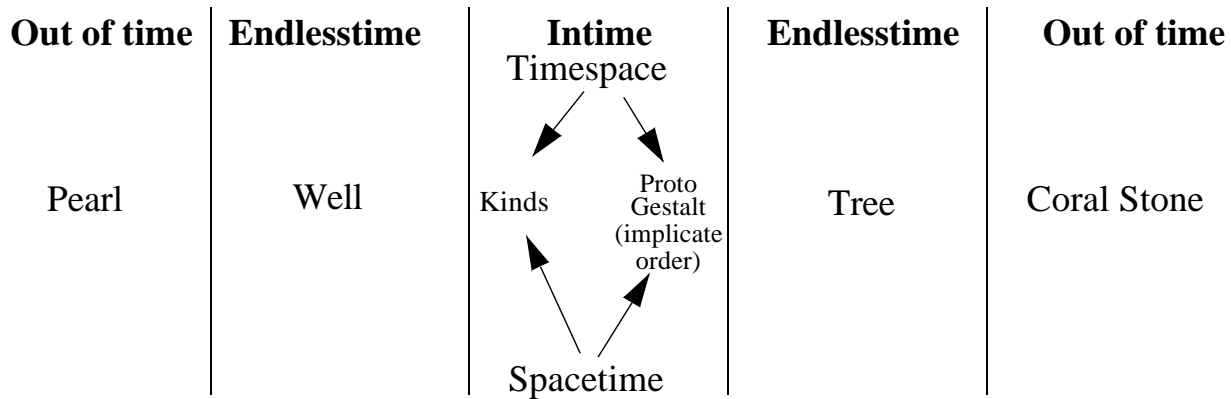 Out of time Endlesstime Intime Endlesstime Out of time
Timespace
Pearl Well Kinds Proto Gestalt (implicate order) Tree Coral Stone
Spacetime